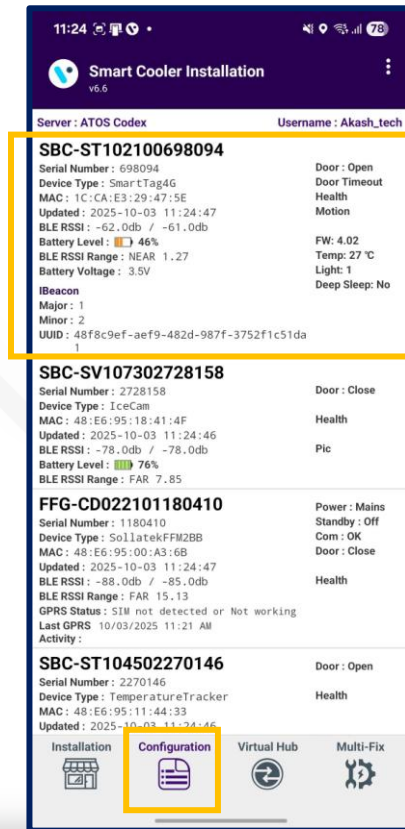 11:24
78
Smart Cooler Installation
v6.6
Server : ATOS Codex Username : Akash_tech
SBC-ST102100698094
Serial Number : 698094 Door : Open
Device Type : SmartTag4G Door Timeout
MAC : 1C:CA:E3:29:47:5E Health
Updated : 2025-10-03 11:24:47 Motion
BLE RSSI : -62.0db / -61.0db
Battery Level : 46% FW: 4.02
BLE RSSI Range : NEAR 1.27 Temp: 27 ℃
Battery Voltage : 3.5V Light: 1
Deep Sleep: No
IBeacon
Major : 1
Minor : 2
UUID : 48f8c9ef-aef9-482d-987f-3752f1c51da
1
SBC-SV107302728158
Serial Number : 2728158 Door : Close
Device Type : IceCam
MAC : 48:E6:95:18:41:4F Health
Updated : 2025-10-03 11:24:46
BLE RSSI : -78.0db / -78.0db Pic
Battery Level : 76%
BLE RSSI Range : FAR 7.85
FFG-CD022101180410
Power : Mains
Serial Number : 1180410 Standby : Off
Device Type : SollatekFFM2BB Com : OK
MAC : 48:E6:95:00:A3:6B Door : Close
Updated : 2025-10-03 11:24:47
BLE RSSI : -88.0db / -85.0db Health
BLE RSSI Range : FAR 15.13
GPRS Status : SIM not detected or Not working
Last GPRS 10/03/2025 11:21 AM
Activity :
SBC-ST104502270146
Door : Open
Serial Number : 2270146
Device Type : TemperatureTracker Health
MAC : 48:E6:95:11:44:33
Updated : 2025-10-03 11:24:46
Installation Configuration Virtual Hub Multi-Fix